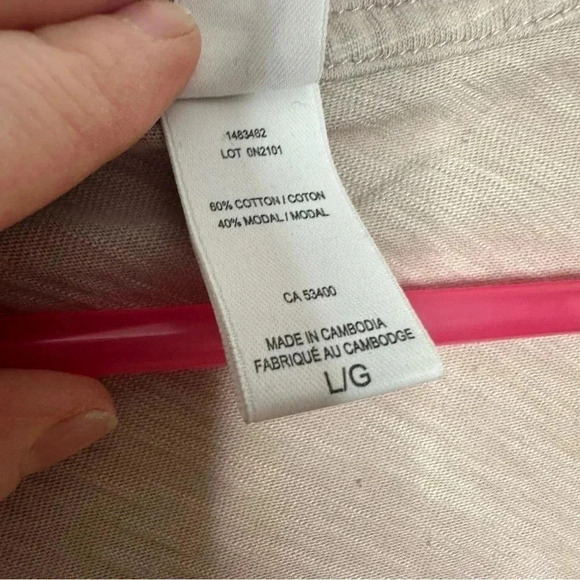 1483482
LOT 0N2101
60% COTTON / COTON
40% MODAL / MODAL
CA 53400
MADE IN CAMBODIA
FABRIQUÉ AU CAMBODGE
L/G